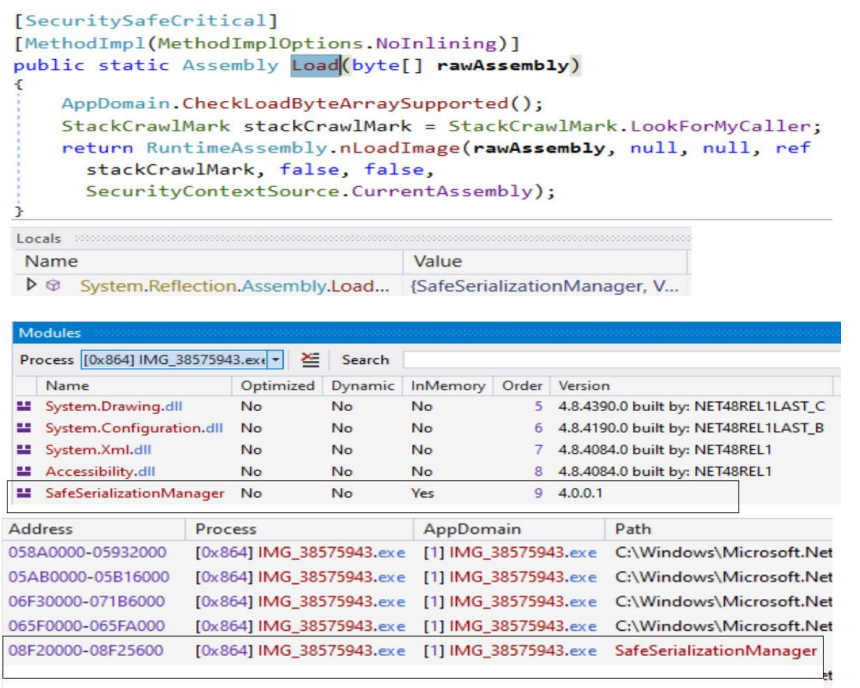 [SecuritySafeCritical]
[MethodImpl(MethodImplOptions.NoInlining)]
public static Assembly Load(byte[] rawAssembly)
{
AppDomain.CheckLoadByteArraySupported();
StackCrawlMark stackCrawlMark = StackCrawlMark.LookForMyCaller;
return RuntimeAssembly.nLoadImage(rawAssembly, null, null, ref
stackCrawlMark, false, false,
SecurityContextSource.CurrentAssembly);
}
Locals
Name Value
System.Reflection.Assembly.Load... {SafeSerializationManager, V...
Modules
Process [0x864] IMG_38575943.exe Search
Name Optimized Dynamic InMemory Order Version
System.Drawing.dll No No No 5 4.8.4390.0 built by: NET48REL1LAST_C
System.Configuration.dll No No No 6 4.8.4190.0 built by: NET48REL1LAST_B
System.Xml.dll No No No 7 4.8.4084.0 built by: NET48REL1
Accessibility.dll No No No 8 4.8.4084.0 built by: NET48REL1
SafeSerializationManager No No Yes 9 4.0.0.1
Address Process AppDomain Path
058A0000-05932000 [0x864] IMG_38575943.exe [1] IMG_38575943.exe C:\Windows\Microsoft.Net
05AB0000-05B16000 [0x864] IMG_38575943.exe [1] IMG_38575943.exe C:\Windows\Microsoft.Net
06F30000-071B6000 [0x864] IMG_38575943.exe [1] IMG_38575943.exe C:\Windows\Microsoft.Net
065F0000-065FA000 [0x864] IMG_38575943.exe [1] IMG_38575943.exe C:\Windows\Microsoft.Net
08F20000-08F25600 [0x864] IMG_38575943.exe [1] IMG_38575943.exe SafeSerializationManager